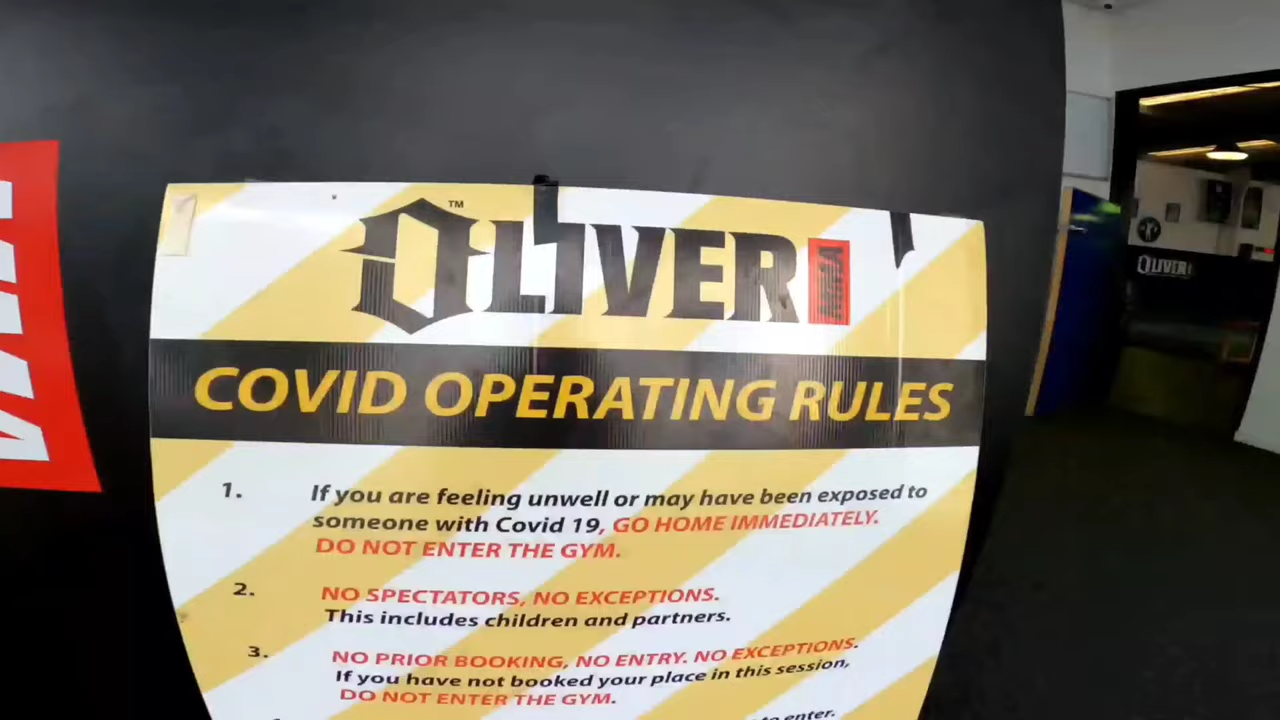 OLIVER MMA
™
COVID OPERATING RULES
1. If you are feeling unwell or may have been exposed to
someone with Covid 19, GO HOME IMMEDIATELY.
DO NOT ENTER THE GYM.
2. NO SPECTATORS, NO EXCEPTIONS.
This includes children and partners.
3. NO PRIOR BOOKING, NO ENTRY. NO EXCEPTIONS.
If you have not booked your place in this session,
DO NOT ENTER THE GYM.
to enter.
OLIVER